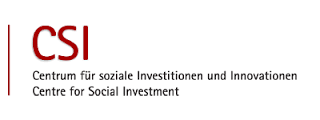 CSI
Centrum für soziale Investitionen und Innovationen
Centre for Social Investment